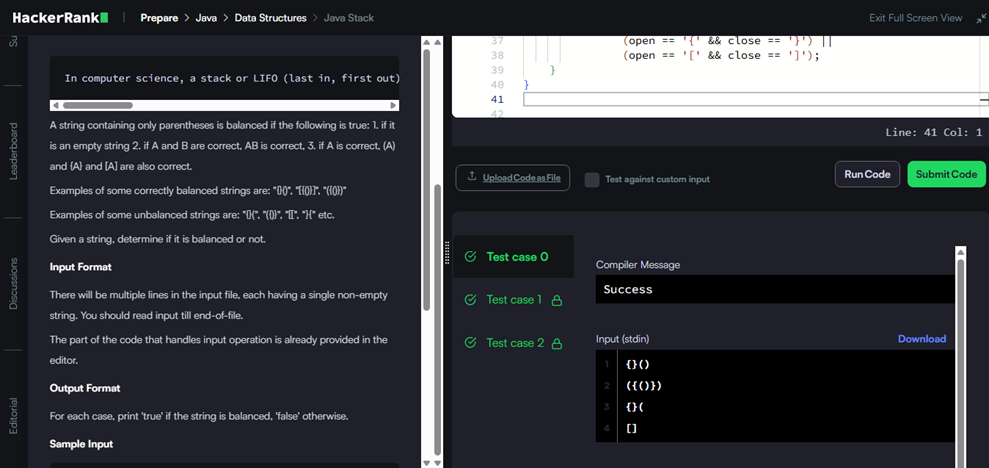 HackerRank | Prepare > Java > Data Structures > Java Stack Exit Full Screen View
Su
Leaderboard
Discussions
Editorial
In computer science, a stack or LIFO (last in, first out)
A string containing only parentheses is balanced if the following is true: 1. if it
is an empty string 2. if A and B are correct, AB is correct, 3. if A is correct, (A)
and {A} and [A] are also correct.
Examples of some correctly balanced strings are: "{}()", "[{()}]", "({()})"
Examples of some unbalanced strings are: "{}(", "({)}", "[[", "}{" etc.
Given a string, determine if it is balanced or not.
Input Format
There will be multiple lines in the input file, each having a single non-empty
string. You should read input till end-of-file.
The part of the code that handles input operation is already provided in the
editor.
Output Format
For each case, print 'true' if the string is balanced, 'false' otherwise.
Sample Input
37 (open == '{' && close == '}') ||
38 (open == '[' && close == ']');
39 }
40 }
41
42
Line: 41 Col: 1
Upload Code as File
Test against custom input
Run Code
Submit Code
Test case 0
Test case 1
Test case 2
Compiler Message
Success
Input (stdin) Download
1 {}()
2 ({()})
3 {}(
4 []